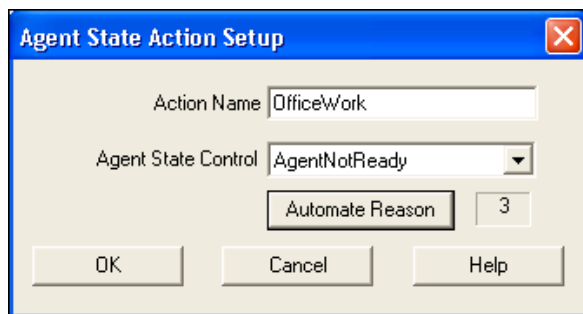 Agent State Action Setup
Action Name OfficeWork
Agent State Control AgentNotReady
Automate Reason 3
OK Cancel Help